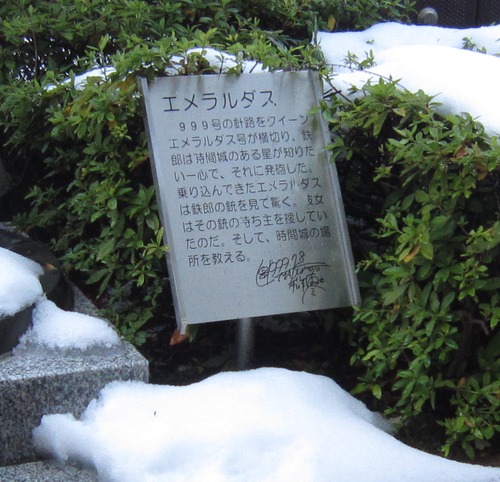 エメラルダス
９９９号の針路をクイーン
エメラルダス号が横切り、鉄
郎は時間城のある星が知りた
い一心で、それに発砲した。
乗り込んできたエメラルダス
は鉄郎の銃を見て驚く。彼女
はその銃の持ち主を捜してい
たのだ。そして、時間城の場
所を教える。